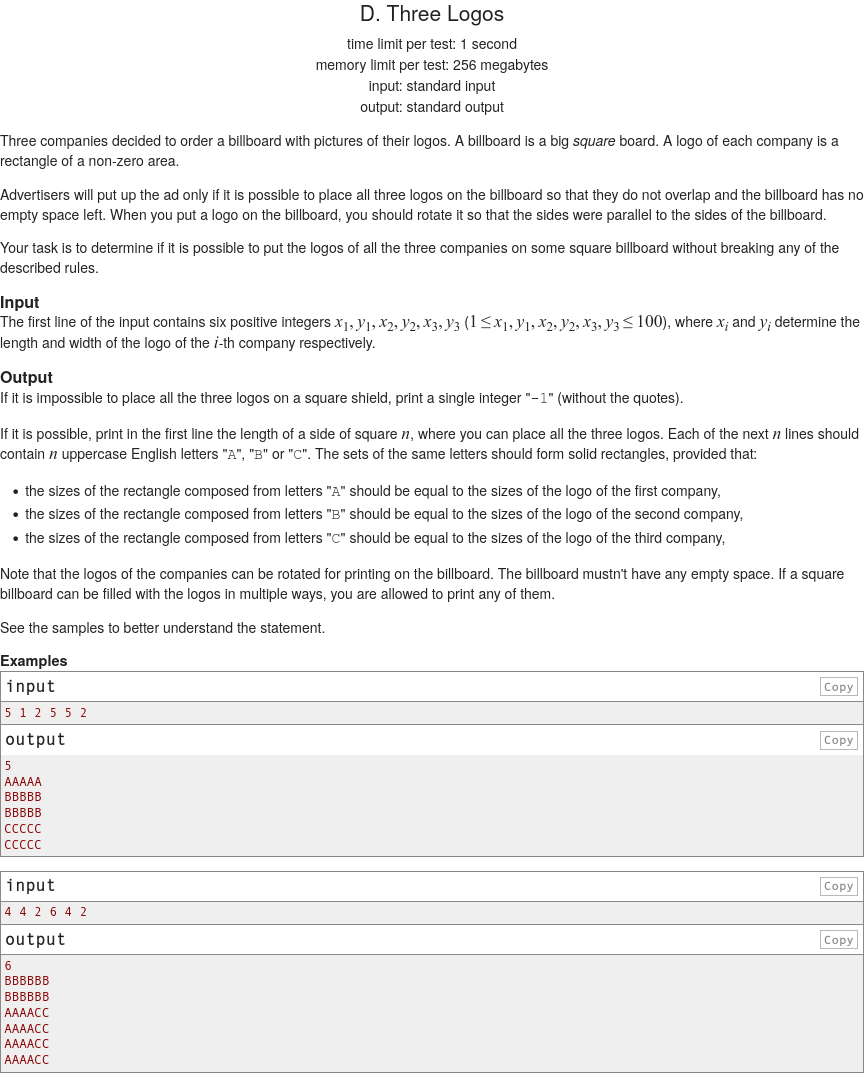 D. Three Logos
time limit per test: 1 second
memory limit per test: 256 megabytes
input: standard input
output: standard output
Three companies decided to order a billboard with pictures of their logos. A billboard is a big square board. A logo of each company is a
rectangle of a non-zero area.
Advertisers will put up the ad only if it is possible to place all three logos on the billboard so that they do not overlap and the billboard has no
empty space left. When you put a logo on the billboard, you should rotate it so that the sides were parallel to the sides of the billboard.
Your task is to determine if it is possible to put the logos of all the three companies on some square billboard without breaking any of the
described rules.
Input
The first line of the input contains six positive integers x1, y1, x2, y2, x3, y3 (1 ≤ x1, y1, x2, y2, x3, y3 ≤ 100), where xi and yi determine the
length and width of the logo of the i-th company respectively.
Output
If it is impossible to place all the three logos on a square shield, print a single integer "-1" (without the quotes).
If it is possible, print in the first line the length of a side of square n, where you can place all the three logos. Each of the next n lines should
contain n uppercase English letters "A", "B" or "C". The sets of the same letters should form solid rectangles, provided that:
• the sizes of the rectangle composed from letters "A" should be equal to the sizes of the logo of the first company,
• the sizes of the rectangle composed from letters "B" should be equal to the sizes of the logo of the second company,
• the sizes of the rectangle composed from letters "C" should be equal to the sizes of the logo of the third company,
Note that the logos of the companies can be rotated for printing on the billboard. The billboard mustn't have any empty space. If a square
billboard can be filled with the logos in multiple ways, you are allowed to print any of them.
See the samples to better understand the statement.
Examples
input Copy
5 1 2 5 5 2
output Copy
5
AAAAA
BBBBB
BBBBB
CCCCC
CCCCC
input Copy
4 4 2 6 4 2
output Copy
6
BBBBBB
BBBBBB
AAAACC
AAAACC
AAAACC
AAAACC